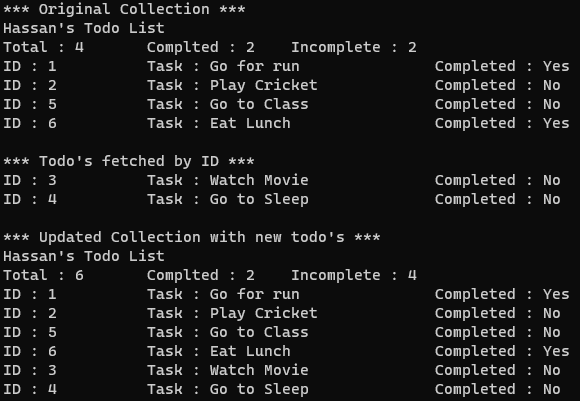 *** Original Collection ***
Hassan's Todo List
Total : 4 Complted : 2 Incomplete : 2
ID : 1 Task : Go for run Completed : Yes
ID : 2 Task : Play Cricket Completed : No
ID : 5 Task : Go to Class Completed : No
ID : 6 Task : Eat Lunch Completed : Yes
*** Todo's fetched by ID ***
ID : 3 Task : Watch Movie Completed : No
ID : 4 Task : Go to Sleep Completed : No
*** Updated Collection with new todo's ***
Hassan's Todo List
Total : 6 Complted : 2 Incomplete : 4
ID : 1 Task : Go for run Completed : Yes
ID : 2 Task : Play Cricket Completed : No
ID : 5 Task : Go to Class Completed : No
ID : 6 Task : Eat Lunch Completed : Yes
ID : 3 Task : Watch Movie Completed : No
ID : 4 Task : Go to Sleep Completed : No